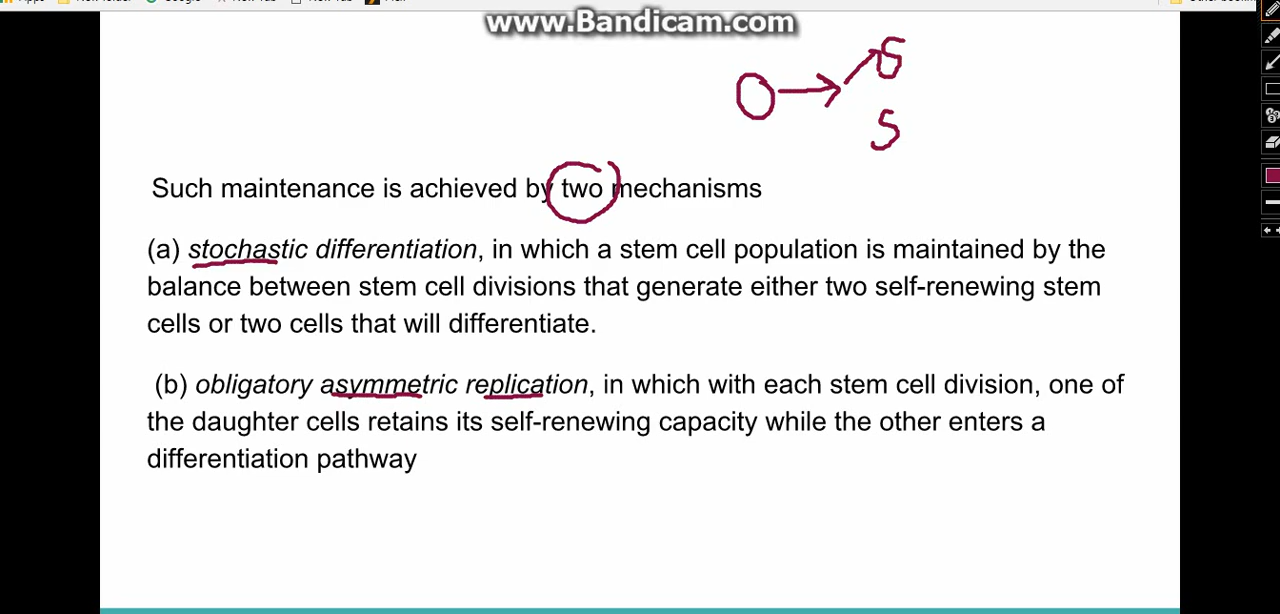 www.Bandicam.com
S
S
Such maintenance is achieved by two mechanisms
(a) stochastic differentiation, in which a stem cell population is maintained by the
balance between stem cell divisions that generate either two self-renewing stem
cells or two cells that will differentiate.
(b) obligatory asymmetric replication, in which with each stem cell division, one of
the daughter cells retains its self-renewing capacity while the other enters a
differentiation pathway